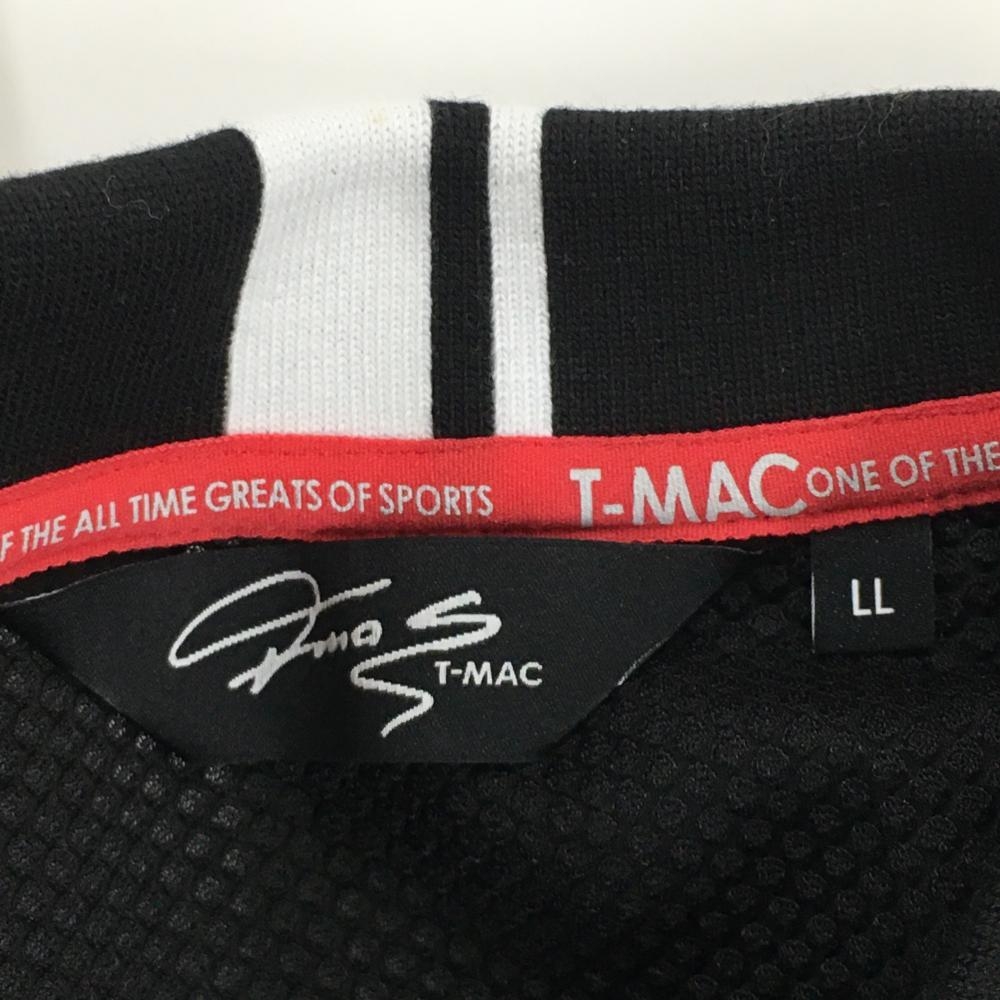 F THE ALL TIME GREATS OF SPORTS T-MAC ONE OF THE
T-MAC
LL